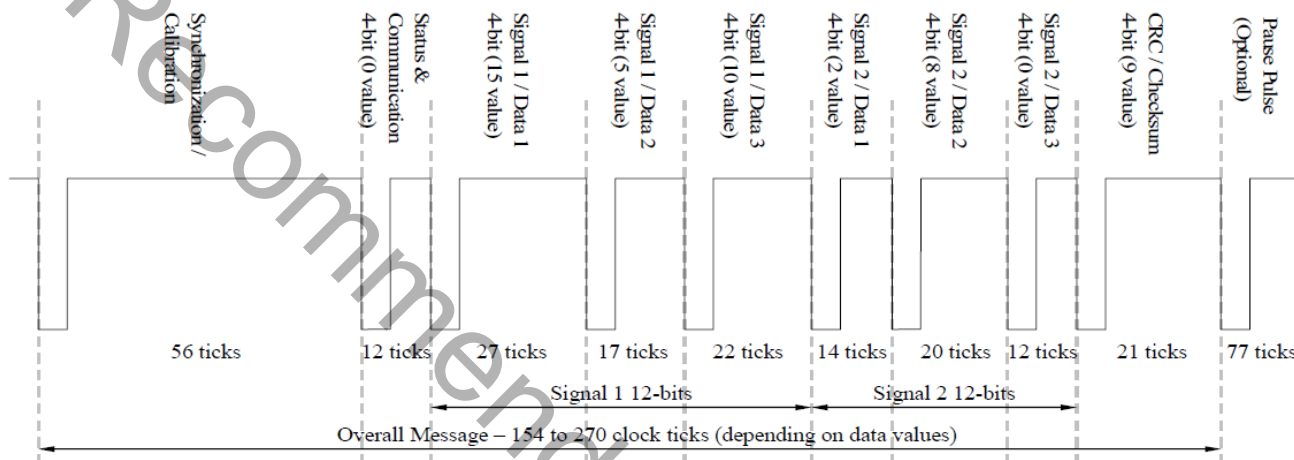 Synchronization /
Calibration
Status &
Communication
4-bit (0 value)
Signal 1 / Data 1
4-bit (15 value)
Signal 1 / Data 2
4-bit (5 value)
Signal 1 / Data 3
4-bit (10 value)
Signal 2 / Data 1
4-bit (2 value)
Signal 2 / Data 2
4-bit (8 value)
Signal 2 / Data 3
4-bit (0 value)
CRC / Checksum
4-bit (9 value)
Pause Pulse
(Optional)
56 ticks
12 ticks
27 ticks
17 ticks
22 ticks
14 ticks
20 ticks
12 ticks
21 ticks
77 ticks
Signal 1 12-bits
Signal 2 12-bits
Overall Message – 154 to 270 clock ticks (depending on data values)